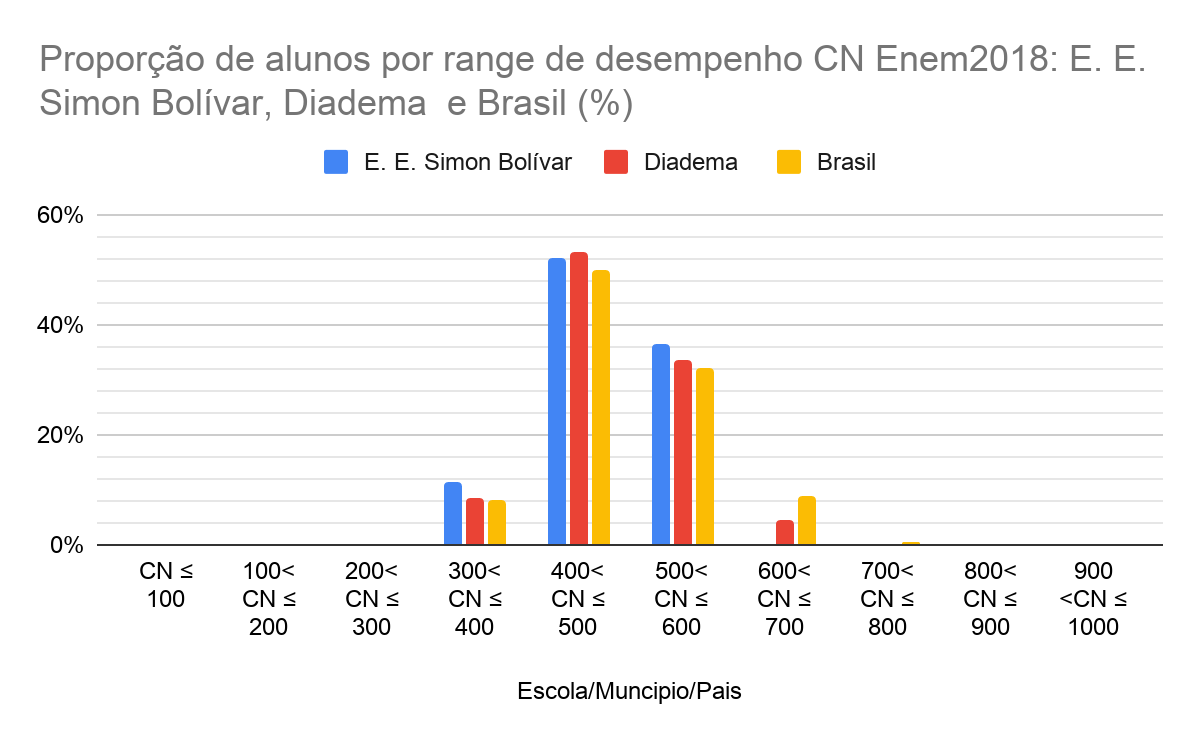 Proporção de alunos por range de desempenho CN Enem2018: E. E.
Simon Bolívar, Diadema  e Brasil (%)
E. E. Simon Bolívar
Diadema
Brasil
60%
40%
20%
0%
CN ≤
100
100<
CN ≤
200
200<
CN ≤
300
300<
CN ≤
400
400<
CN ≤
500
500<
CN ≤
600
600<
CN ≤
700
700<
CN ≤
800
800<
CN ≤
900
900
<CN ≤
1000
Escola/Muncipio/Pais